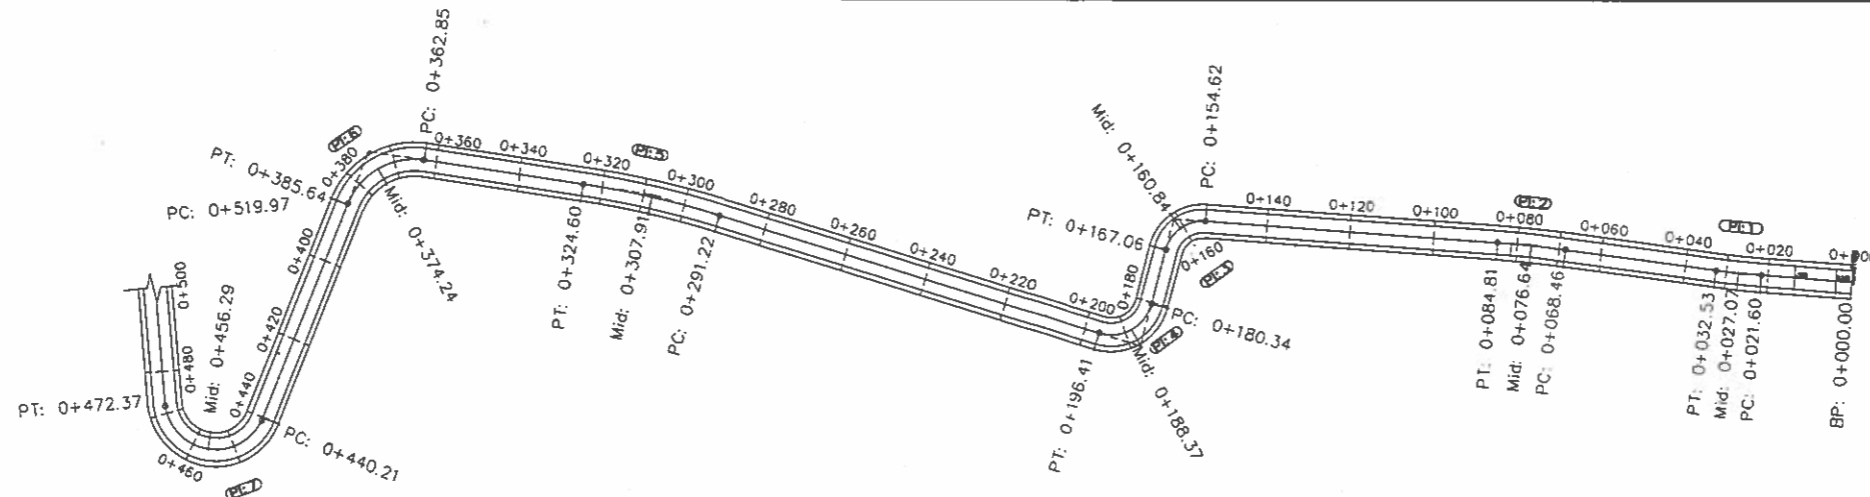 BP: 0+000.00
0+020
PC: 0+021.60
Mid: 0+027.07
PT: 0+032.53
PI:1
0+040
0+060
PC: 0+068.46
Mid: 0+076.64
PT: 0+084.81
PI:2
0+080
0+100
0+120
0+140
PC: 0+154.62
Mid: 0+160.84
PT: 0+167.06
0+160
PI:3
0+180
PC: 0+180.34
Mid: 0+188.37
PT: 0+196.41
PI:4
0+200
0+220
0+240
0+260
0+280
PC: 0+291.22
Mid: 0+307.91
PT: 0+324.60
0+300
PI:5
0+320
0+340
0+360
PC: 0+362.85
Mid: 0+374.24
PT: 0+385.64
PI:6
0+380
PC: 0+519.97
0+400
0+420
0+440
PC: 0+440.21
Mid: 0+456.29
PT: 0+472.37
0+460
PI:7
0+480
0+500